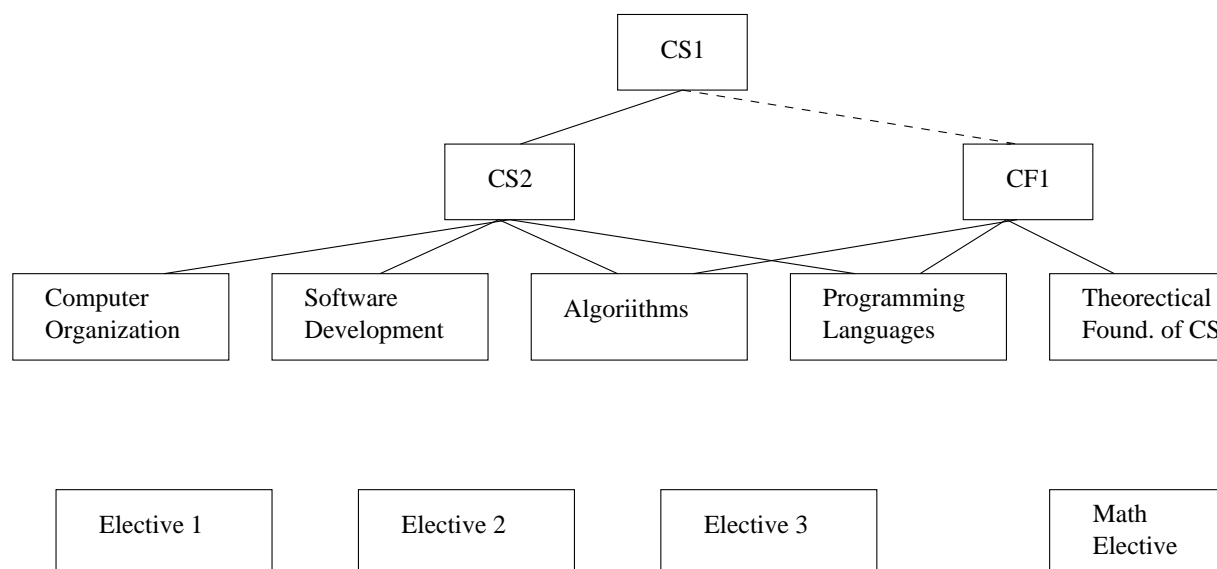 CS1
CS2
CF1
Computer
Organization
Software
Development
Algoriithms
Programming
Languages
Theorectical
Found. of CS
Elective 1
Elective 2
Elective 3
Math
Elective